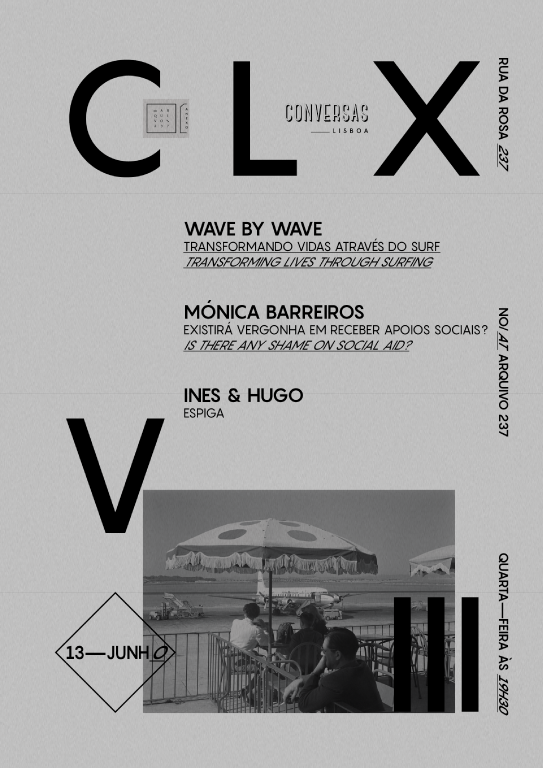 C L X
CONVERSAS
LISBOA
RUA DA ROSA 237
WAVE BY WAVE
TRANSFORMANDO VIDAS ATRAVÉS DO SURF
TRANSFORMING LIVES THROUGH SURFING
MÓNICA BARREIROS
EXISTIRÁ VERGONHA EM RECEBER APOIOS SOCIAIS?
IS THERE ANY SHAME ON SOCIAL AID?
NO/AT ARQUIVO 237
INES & HUGO
ESPIGA
V
III
13—JUNHO
QUARTA—FEIRA ÀS 19H30